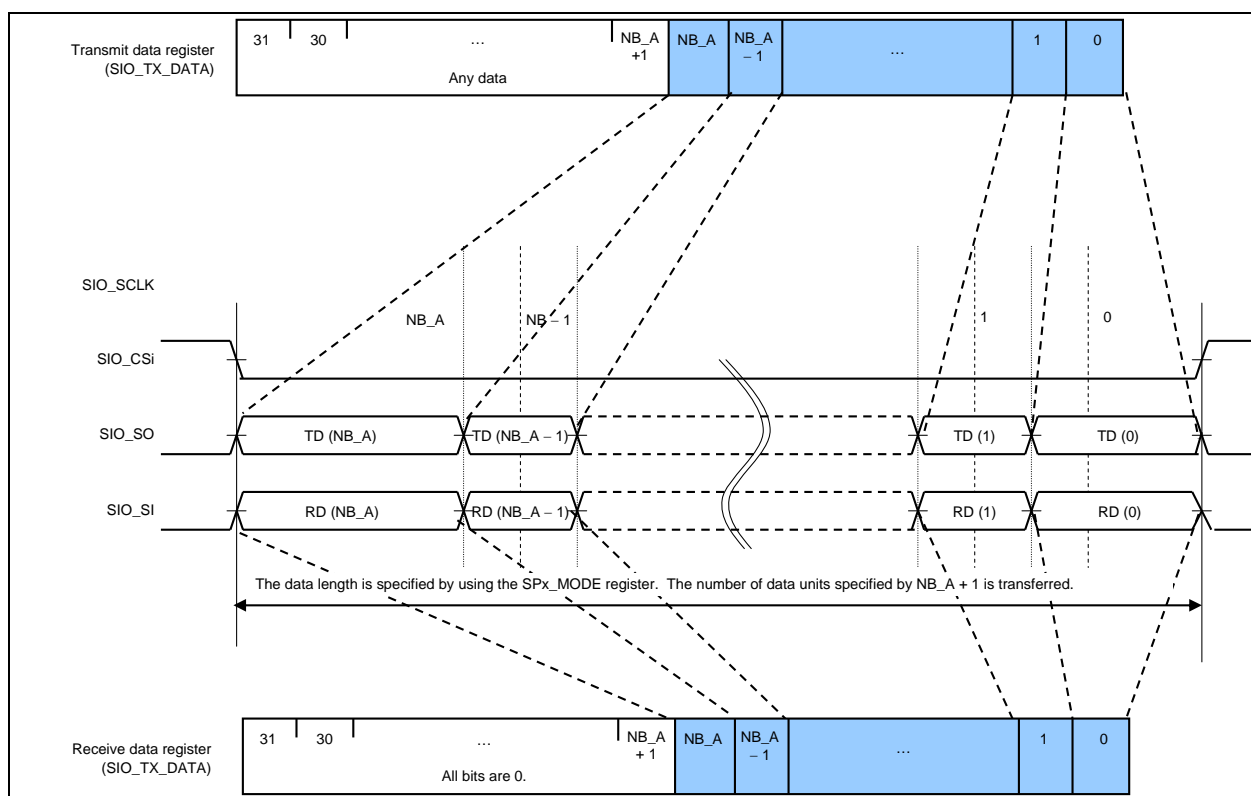 Transmit data register
(SIO_TX_DATA)
31 30 … NB_A
+1 NB_A NB_A
– 1 … 1 0
Any data
SIO_SCLK
NB_A NB – 1 1 0
SIO_CSi
SIO_SO TD (NB_A) TD (NB_A – 1) TD (1) TD (0)
SIO_SI RD (NB_A) RD (NB_A – 1) RD (1) RD (0)
The data length is specified by using the SPx_MODE register. The number of data units specified by NB_A + 1 is transferred.
Receive data register
(SIO_TX_DATA)
31 30 … NB_A
+ 1 NB_A NB_A
– 1 … 1 0
All bits are 0.